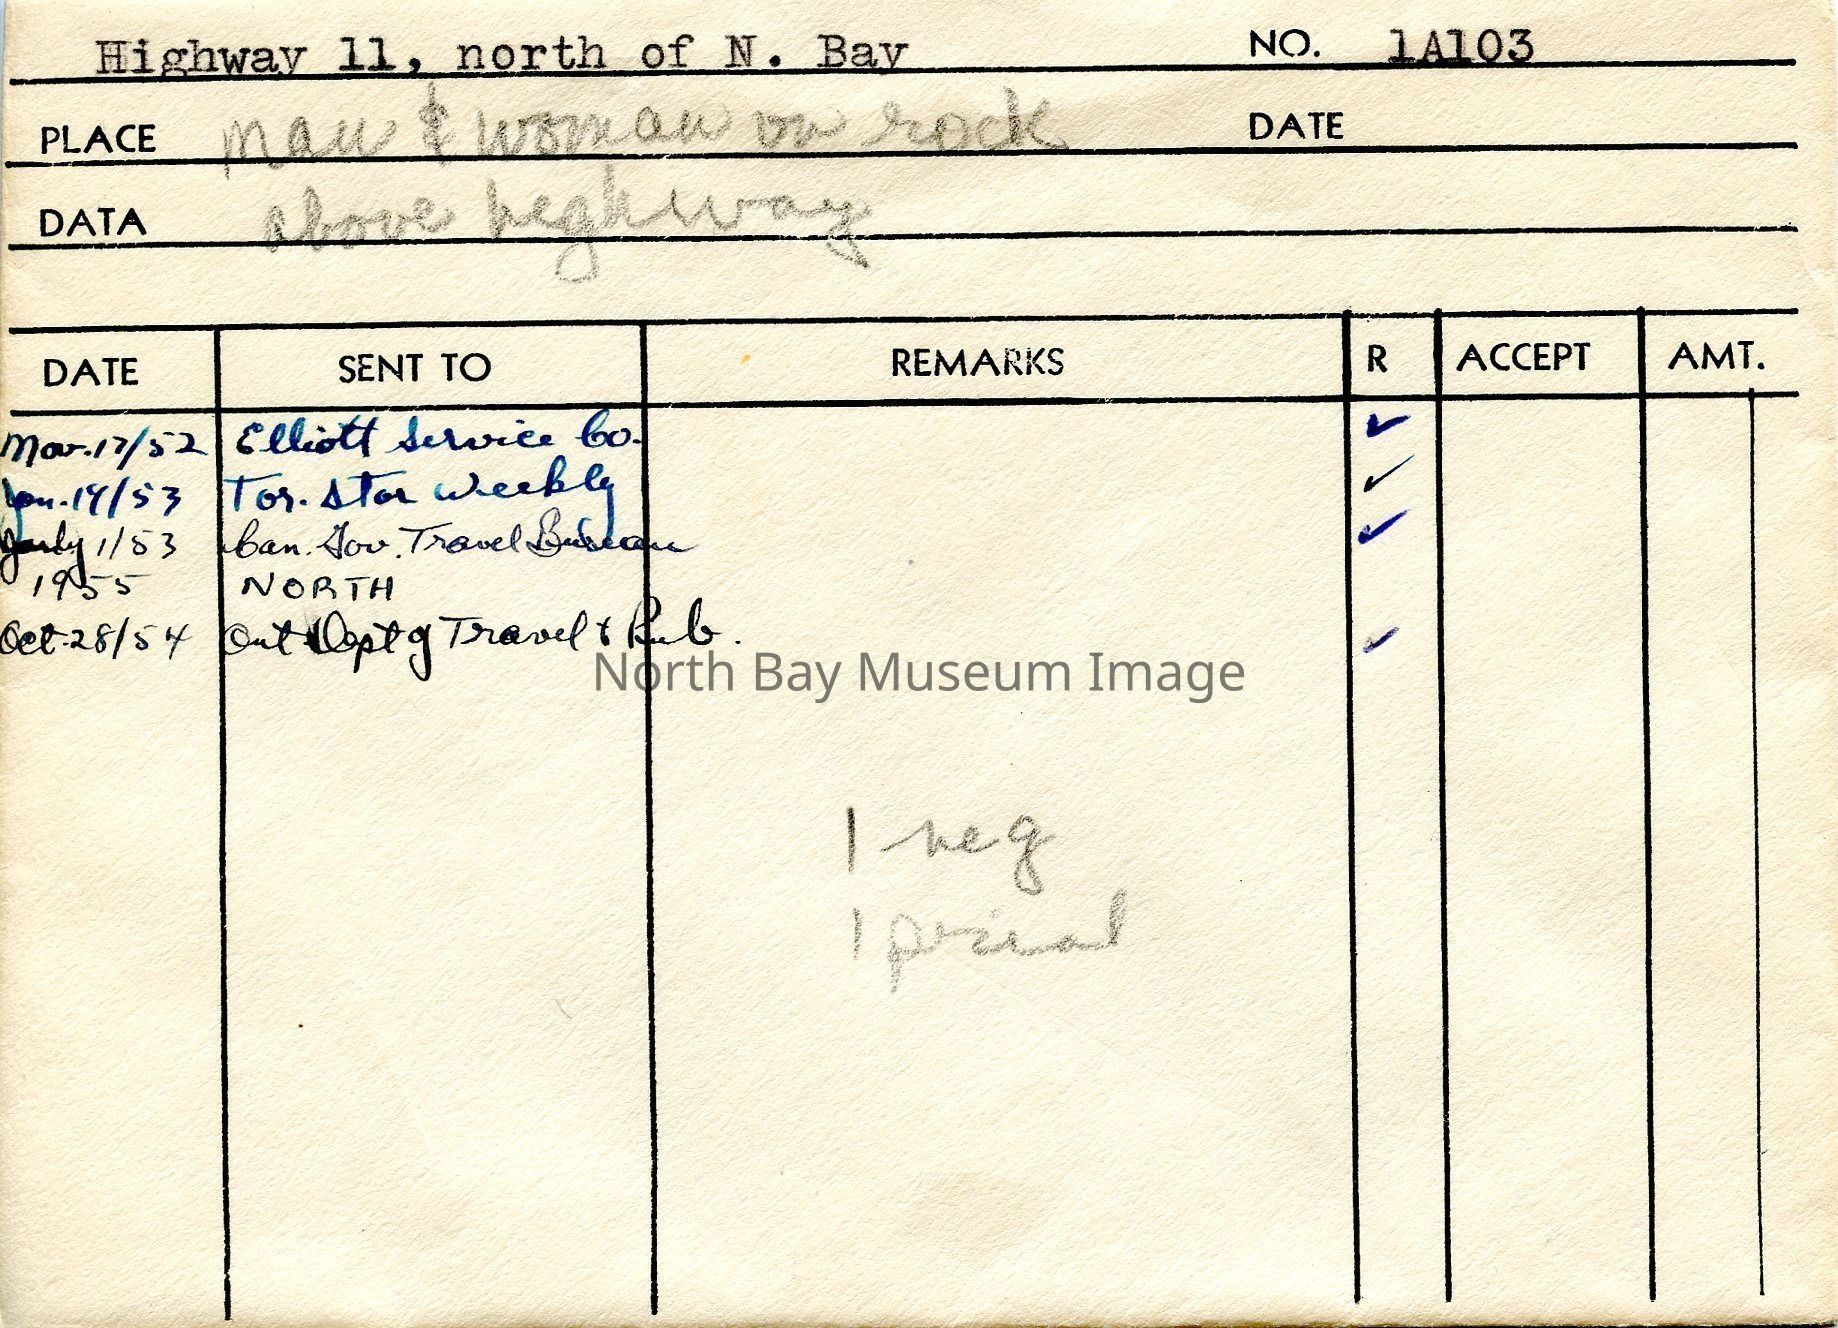 Highway 11, north of N. Bay NO. 1A103
PLACE Man & woman on rock DATE
DATA above highway
DATE SENT TO REMARKS R ACCEPT AMT.
Mar. 17/52 Elliott Service Co. ✓
Jan. 14/53 Tor. Star Weekly ✓
July 1/53 Can. Gov. Travel Bureau ✓
1955 NORTH
Oct. 28/54 Ont Dept of Travel & Pub. ✓
North Bay Museum Image
1 neg
1